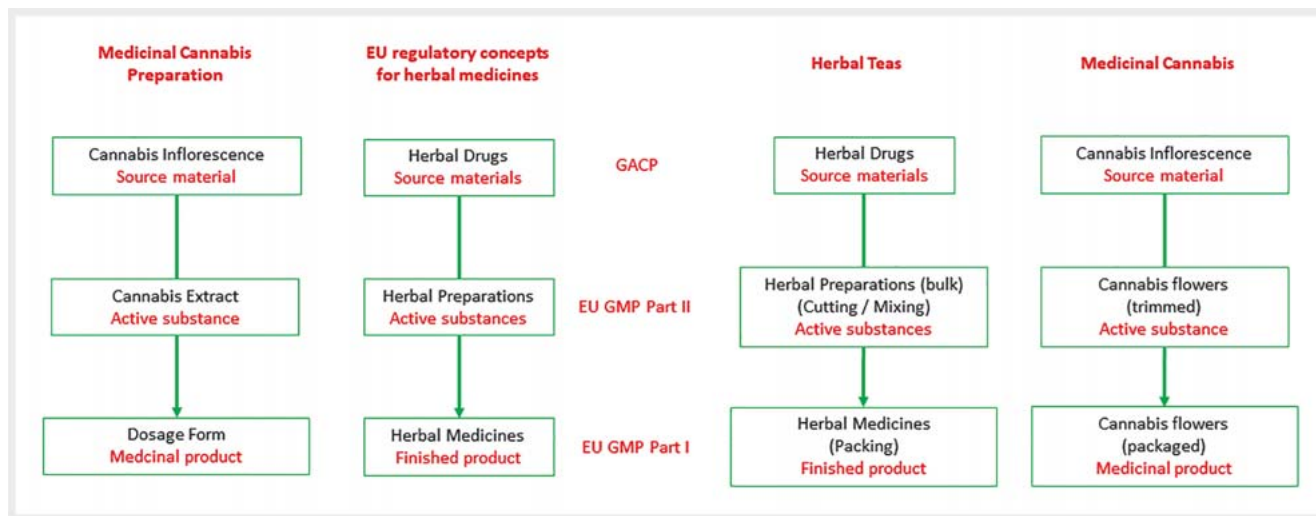 Medicinal Cannabis
Preparation
EU regulatory concepts
for herbal medicines
Herbal Teas
Medicinal Cannabis
Cannabis Inflorescence
Source material
Herbal Drugs
Source materials
GACP
Herbal Drugs
Source materials
Cannabis Inflorescence
Source material
Cannabis Extract
Active substance
Herbal Preparations
Active substances
EU GMP Part II
Herbal Preparations (bulk)
(Cutting / Mixing)
Active substances
Cannabis flowers
(trimmed)
Active substance
Dosage Form
Medcinal product
Herbal Medicines
Finished product
EU GMP Part I
Herbal Medicines
(Packing)
Finished product
Cannabis flowers
(packaged)
Medicinal product